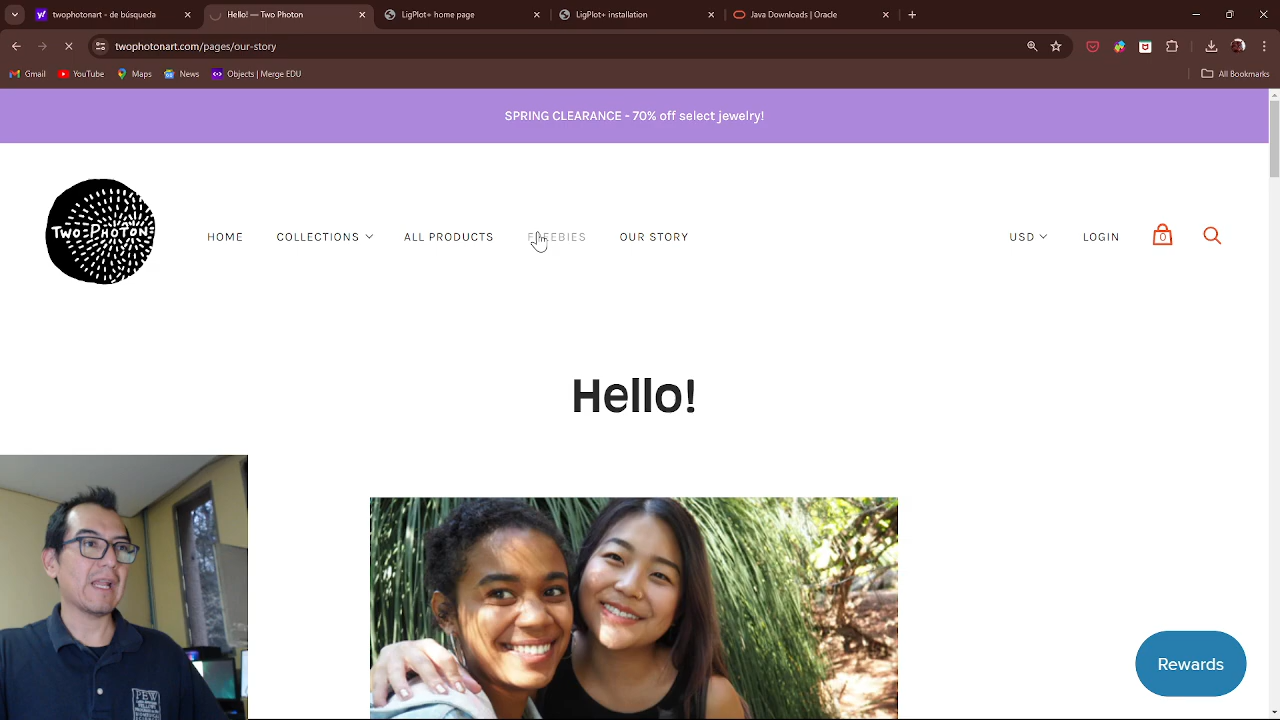 twophotonart - de búsqueda
Hello! — Two Photon
LigPlot+ home page
LigPlot+ installation
Java Downloads | Oracle
twophotonart.com/pages/our-story
Gmail
YouTube
Maps
News
Objects | Merge EDU
All Bookmarks
SPRING CLEARANCE - 70% off select jewelry!
TWO-PHOTON
HOME
COLLECTIONS
ALL PRODUCTS
FREEBIES
OUR STORY
USD
LOGIN
0
Hello!
PEW
Rewards